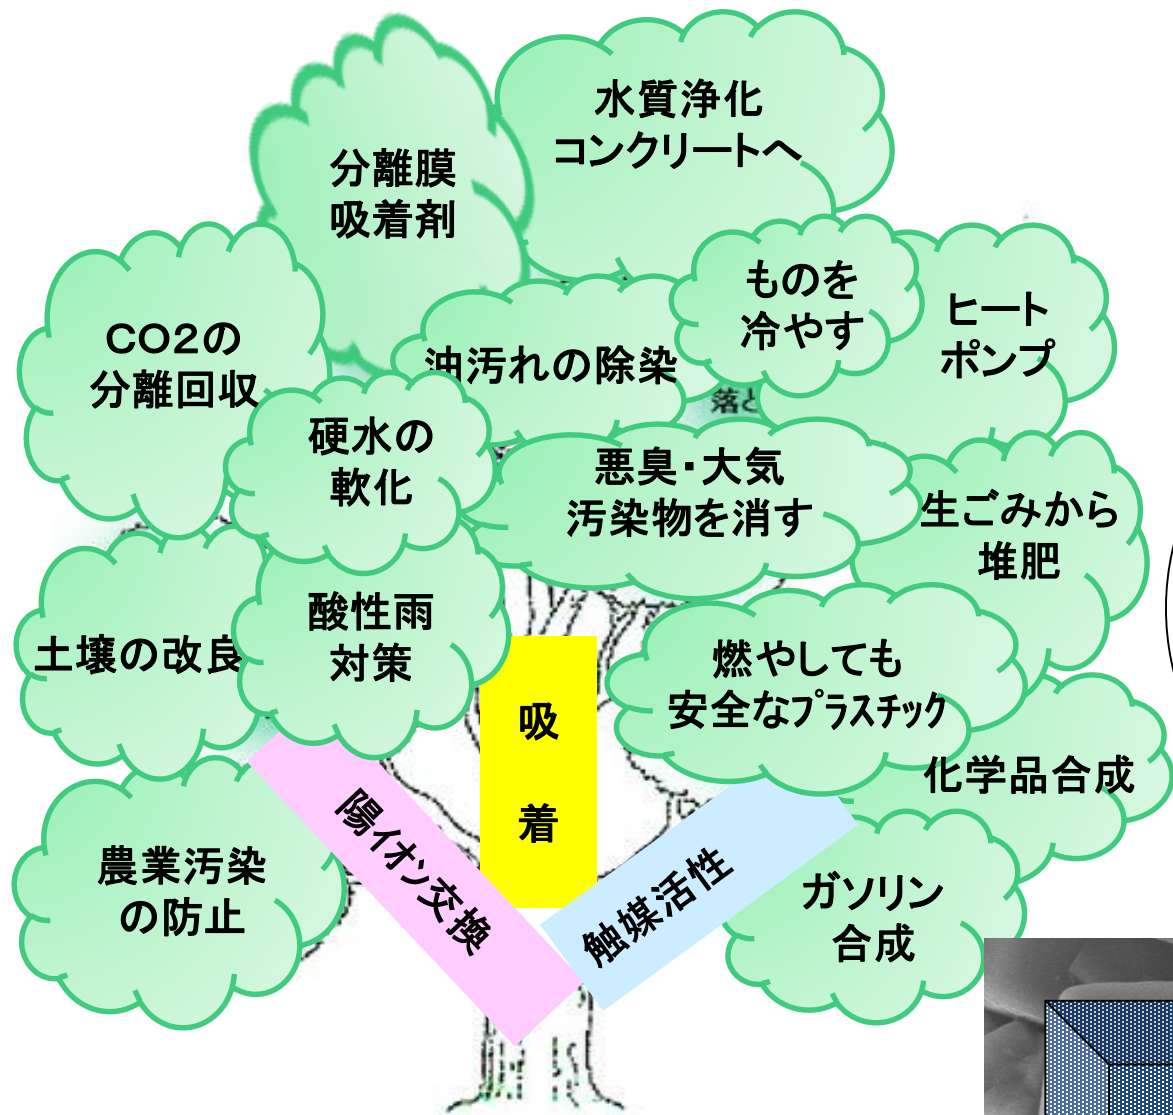 水質浄化
コンクリートへ
分離膜
吸着剤
ものを
冷やす
ヒート
ポンプ
CO2の
分離回収
油汚れの除染
落と
硬水の
軟化
悪臭・大気
汚染物を消す
生ごみから
堆肥
酸性雨
対策
土壌の改良
燃やしても
安全なプラスチック
吸
着
化学品合成
陽イオン交換
触媒活性
農業汚染
の防止
ガソリン
合成